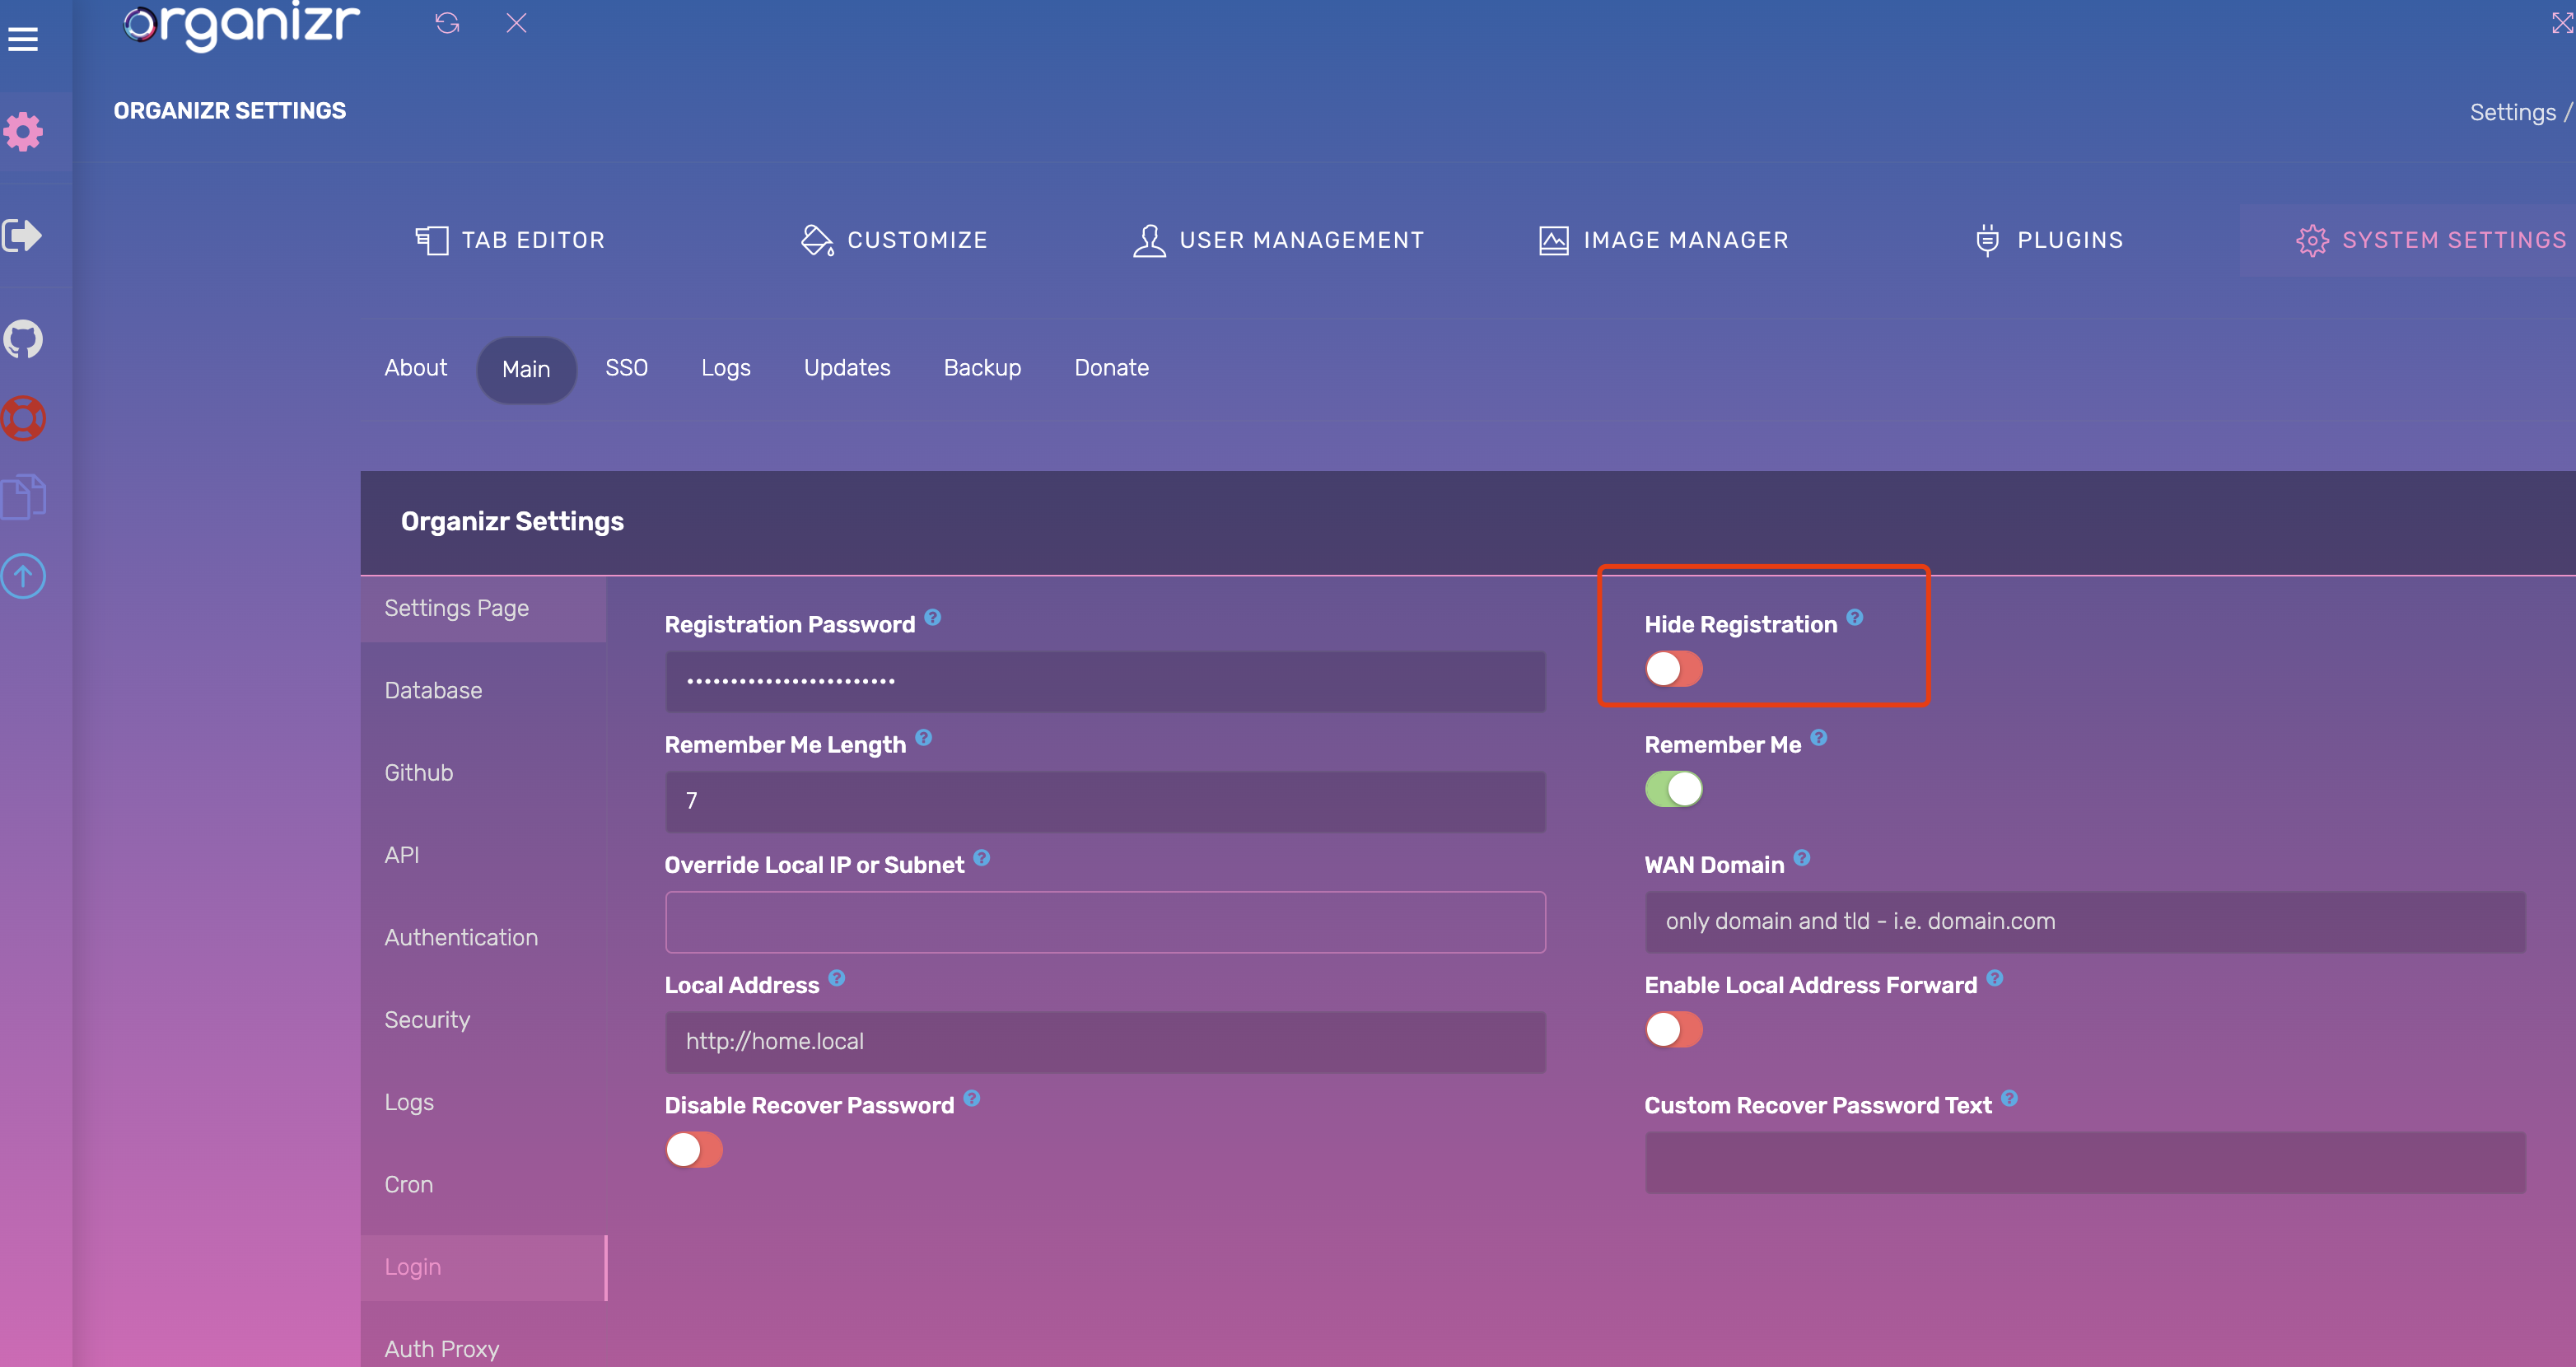 Organizr
ORGANIZR SETTINGS
Settings /
TAB EDITOR
CUSTOMIZE
USER MANAGEMENT
IMAGE MANAGER
PLUGINS
SYSTEM SETTINGS
About
Main
SSO
Logs
Updates
Backup
Donate
Organizr Settings
Settings Page
Database
Github
API
Authentication
Security
Logs
Cron
Login
Auth Proxy
Registration Password ?
••••••••••••••••••••••••
Hide Registration ?
Remember Me Length ?
7
Remember Me ?
Override Local IP or Subnet ?
WAN Domain ?
only domain and tld - i.e. domain.com
Local Address ?
http://home.local
Enable Local Address Forward ?
Disable Recover Password ?
Custom Recover Password Text ?